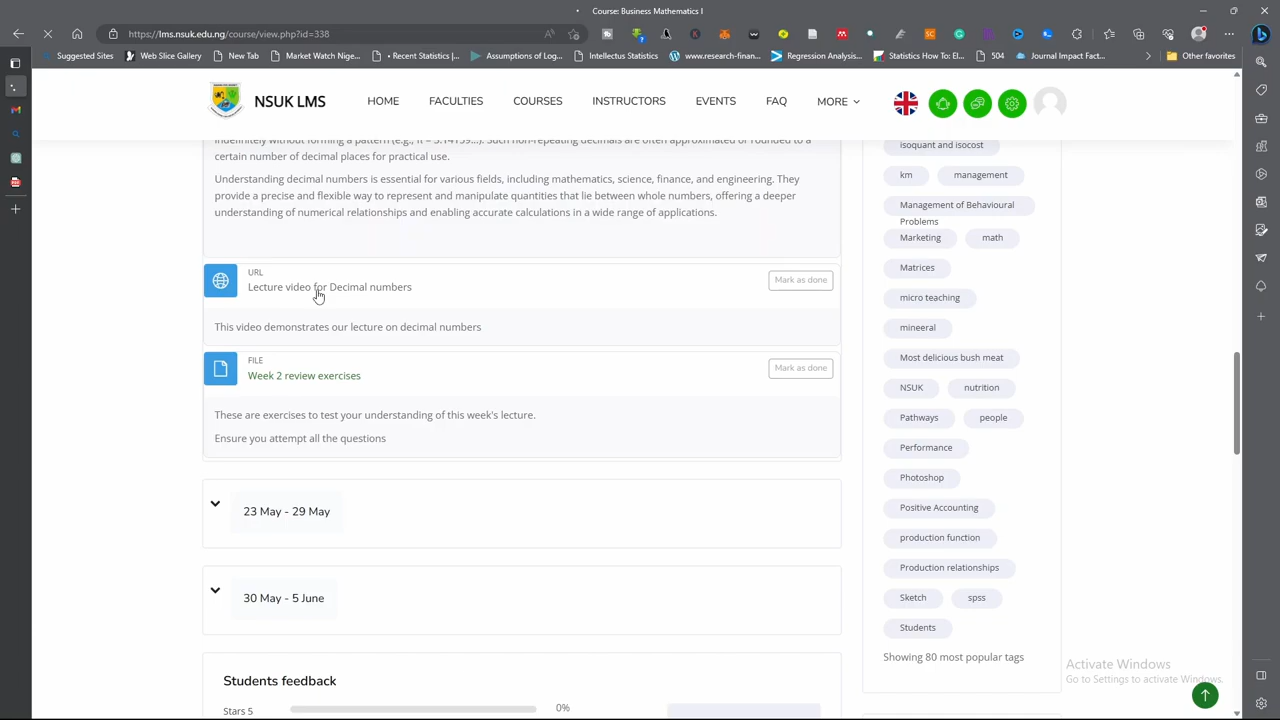 Course: Business Mathematics I
https://lms.nsuk.edu.ng/course/view.php?id=338
Suggested Sites
Web Slice Gallery
Market Watch Nige...
• Recent Statistics | ...
Assumptions of Log...
Intellectus Statistics
www.research-finan...
Regression Analysis...
Statistics How To: El...
504
Journal Impact Fact...
Other favorites
NSUK LMS
HOME
FACULTIES
COURSES
INSTRUCTORS
EVENTS
FAQ
MORE
certain number of decimal places for practical use.
Understanding decimal numbers is essential for various fields, including mathematics, science, finance, and engineering. They
provide a precise and flexible way to represent and manipulate quantities that lie between whole numbers, offering a deeper
understanding of numerical relationships and enabling accurate calculations in a wide range of applications.
URL
Lecture video for Decimal numbers
Mark as done
This video demonstrates our lecture on decimal numbers
FILE
Week 2 review exercises
Mark as done
These are exercises to test your understanding of this week's lecture.
Ensure you attempt all the questions
23 May - 29 May
30 May - 5 June
Students feedback
Stars 5
0%
isoquant and isocost
km
management
Management of Behavioural
Problems
Marketing
math
Matrices
micro teaching
mineeral
Most delicious bush meat
NSUK
nutrition
Pathways
people
Performance
Photoshop
Positive Accounting
production function
Production relationships
Sketch
spss
Students
Showing 80 most popular tags
Activate Windows
Go to Settings to activate Windows.